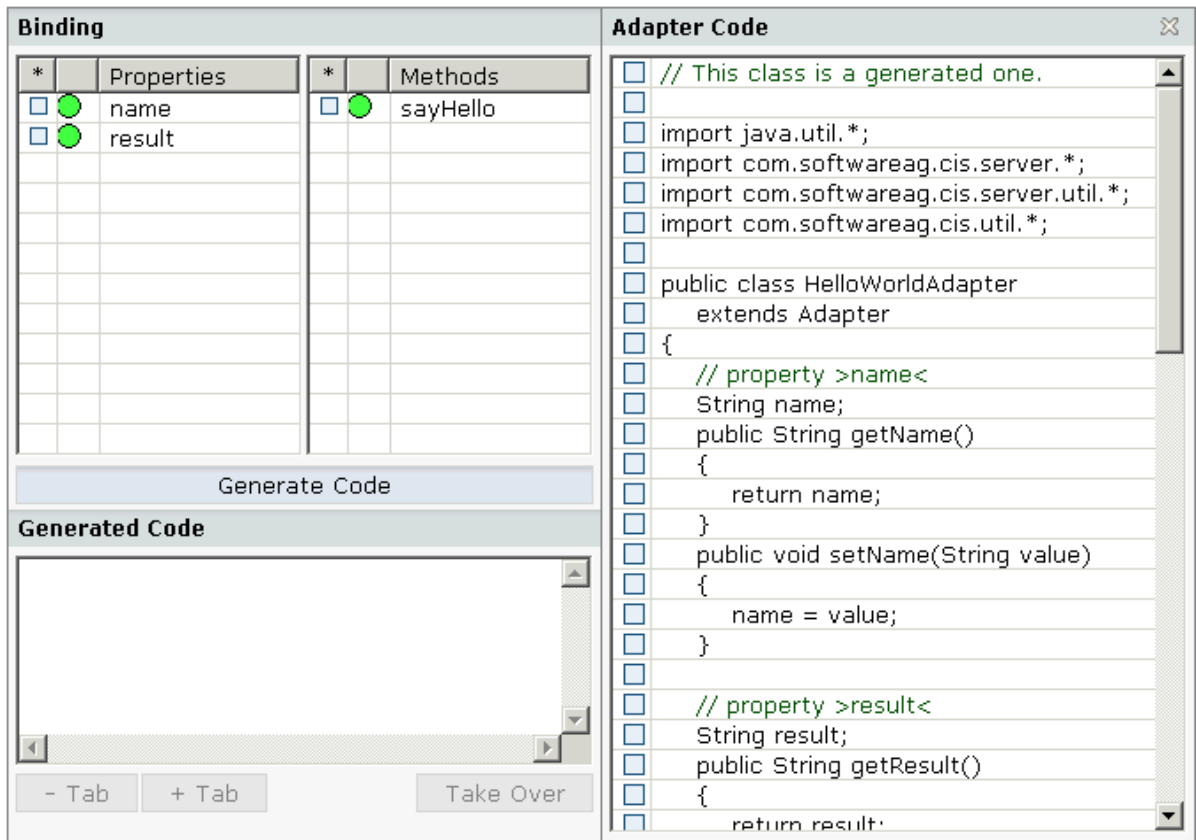 Binding
* Properties
name
result
* Methods
sayHello
Generate Code
Generated Code
- Tab
+ Tab
Take Over
Adapter Code
// This class is a generated one.
import java.util.*;
import com.softwareag.cis.server.*;
import com.softwareag.cis.server.util.*;
import com.softwareag.cis.util.*;
public class HelloWorldAdapter
extends Adapter
{
// property >name<
String name;
public String getName()
{
return name;
}
public void setName(String value)
{
name = value;
}
// property >result<
String result;
public String getResult()
{
return result;